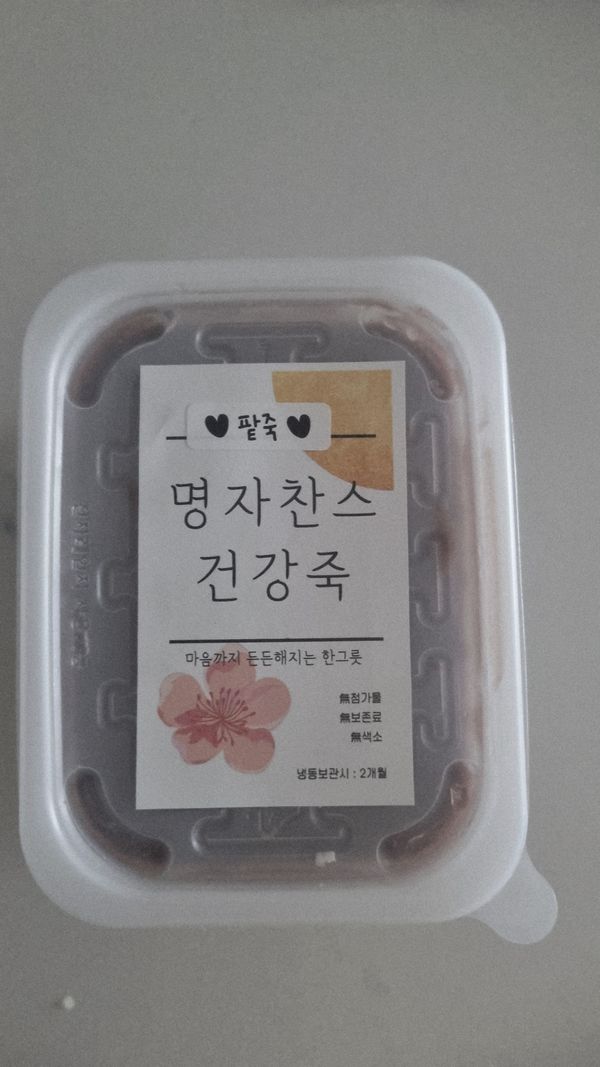 ♥ 팥죽 ♥
명자찬스
건강죽
마음까지 든든해지는 한그릇
無첨가물
無보존료
無색소
냉동보관시 : 2개월